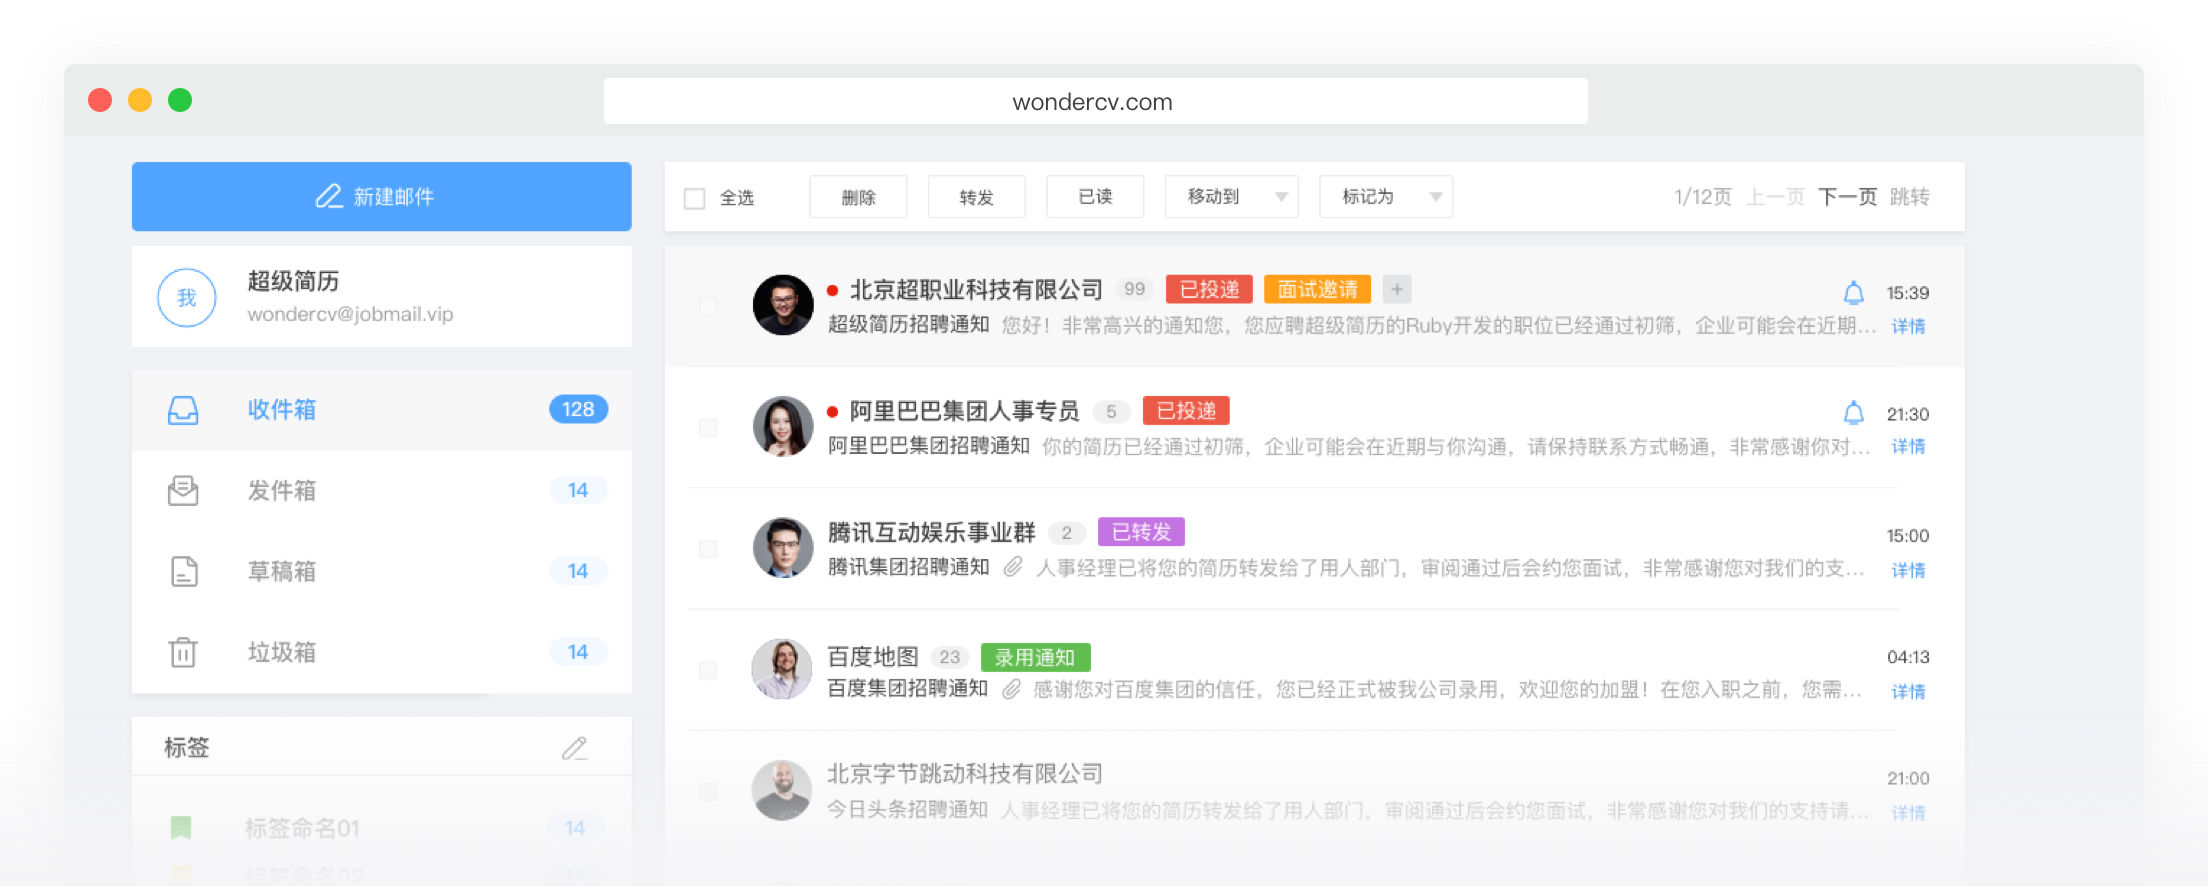 wondercv.com
新建邮件
我
超级简历
wondercv@jobmail.vip
收件箱 128
发件箱 14
草稿箱 14
垃圾箱 14
标签
标签命名01 14
标签命名02 14
全选 删除 转发 已读 移动到 标记为 1/12页 上一页 下一页 跳转
北京超职业科技有限公司 99 已投递 面试邀请 + 15:39
超级简历招聘通知 您好！非常高兴的通知您，您应聘超级简历的Ruby开发的职位已经通过初筛，企业可能会在近期... 详情
阿里巴巴集团人事专员 5 已投递 21:30
阿里巴巴集团招聘通知 你的简历已经通过初筛，企业可能会在近期与你沟通，请保持联系方式畅通，非常感谢你对... 详情
腾讯互动娱乐事业群 2 已转发 15:00
腾讯集团招聘通知 人事经理已将您的简历转发给了用人部门，审阅通过后会约您面试，非常感谢您对我们的支... 详情
百度地图 23 录用通知 04:13
百度集团招聘通知 感谢您对百度集团的信任，您已经正式被我公司录用，欢迎您的加盟！在您入职之前，您需... 详情
北京字节跳动科技有限公司 21:00
今日头条招聘通知 人事经理已将您的简历转发给了用人部门，审阅通过后会约您面试，非常感谢您对我们的支持请... 详情